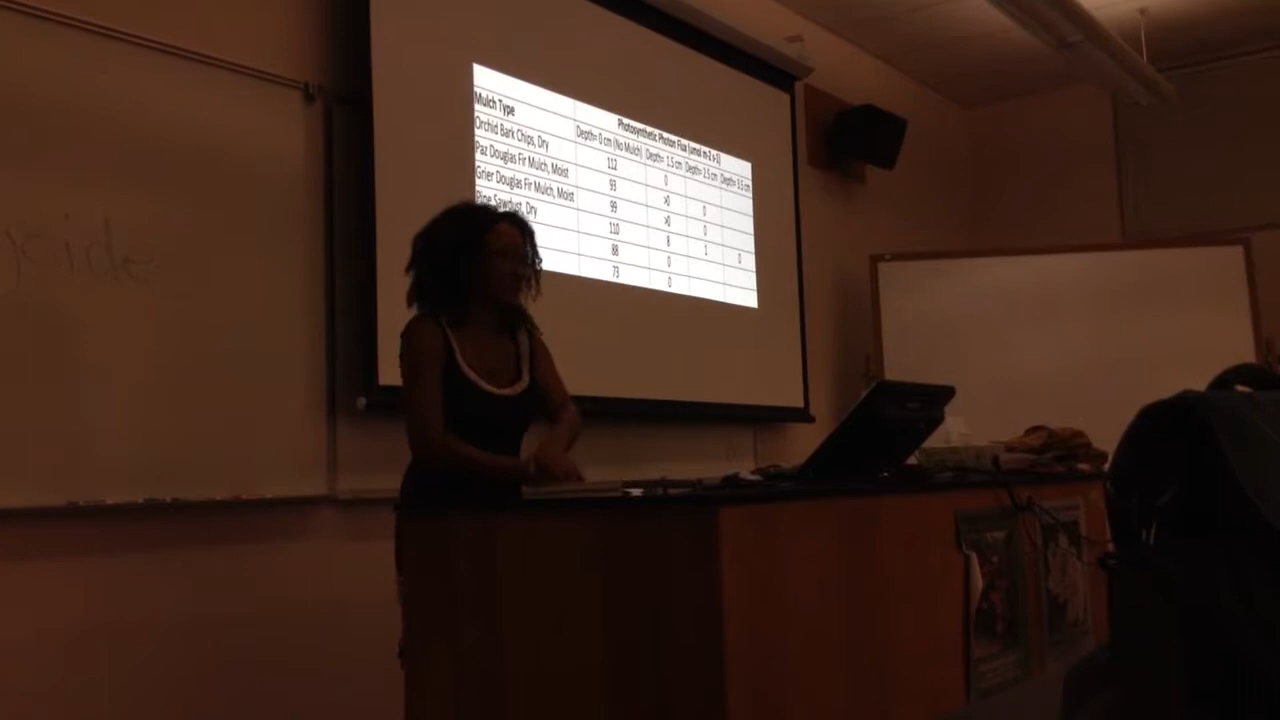 Photosynthetic Photon Flux (umol m-2 s-1)
Mulch Type Depth= 0 cm (No Mulch) Depth= 1.5 cm Depth= 2.5 cm Depth= 3.5 cm
Orchid Bark Chips, Dry 112 0
Paz Douglas Fir Mulch, Moist 93 >0 0
Grier Douglas Fir Mulch, Moist 99 >0 0
Pine Sawdust, Dry 110 8 1 0
88 0
73 0